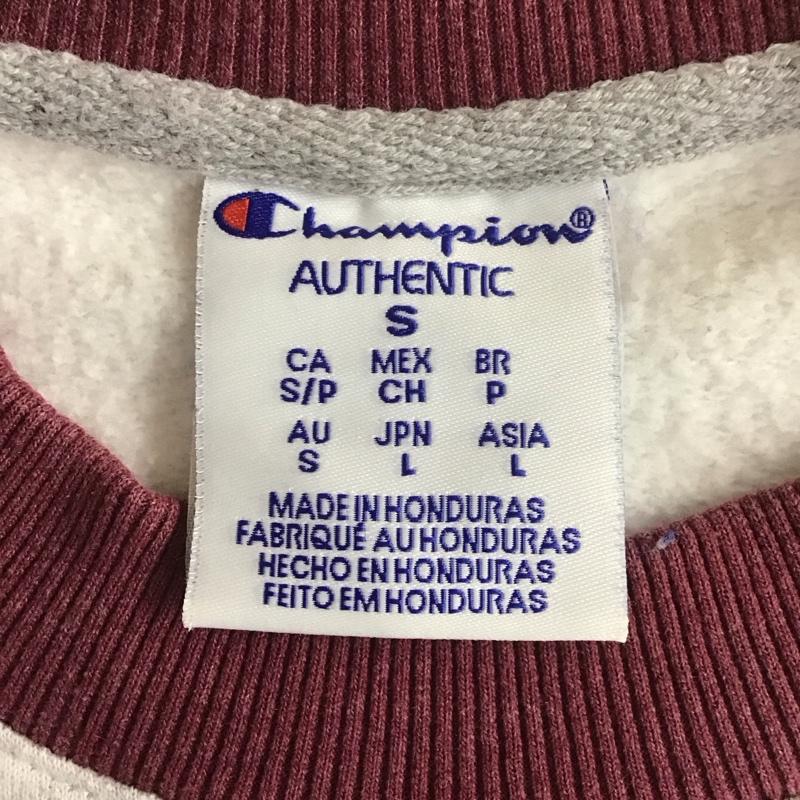 Champion®
AUTHENTIC
S
CA MEX BR
S/P CH P
AU JPN ASIA
S L L
MADE IN HONDURAS
FABRIQUÉ AU HONDURAS
HECHO EN HONDURAS
FEITO EM HONDURAS